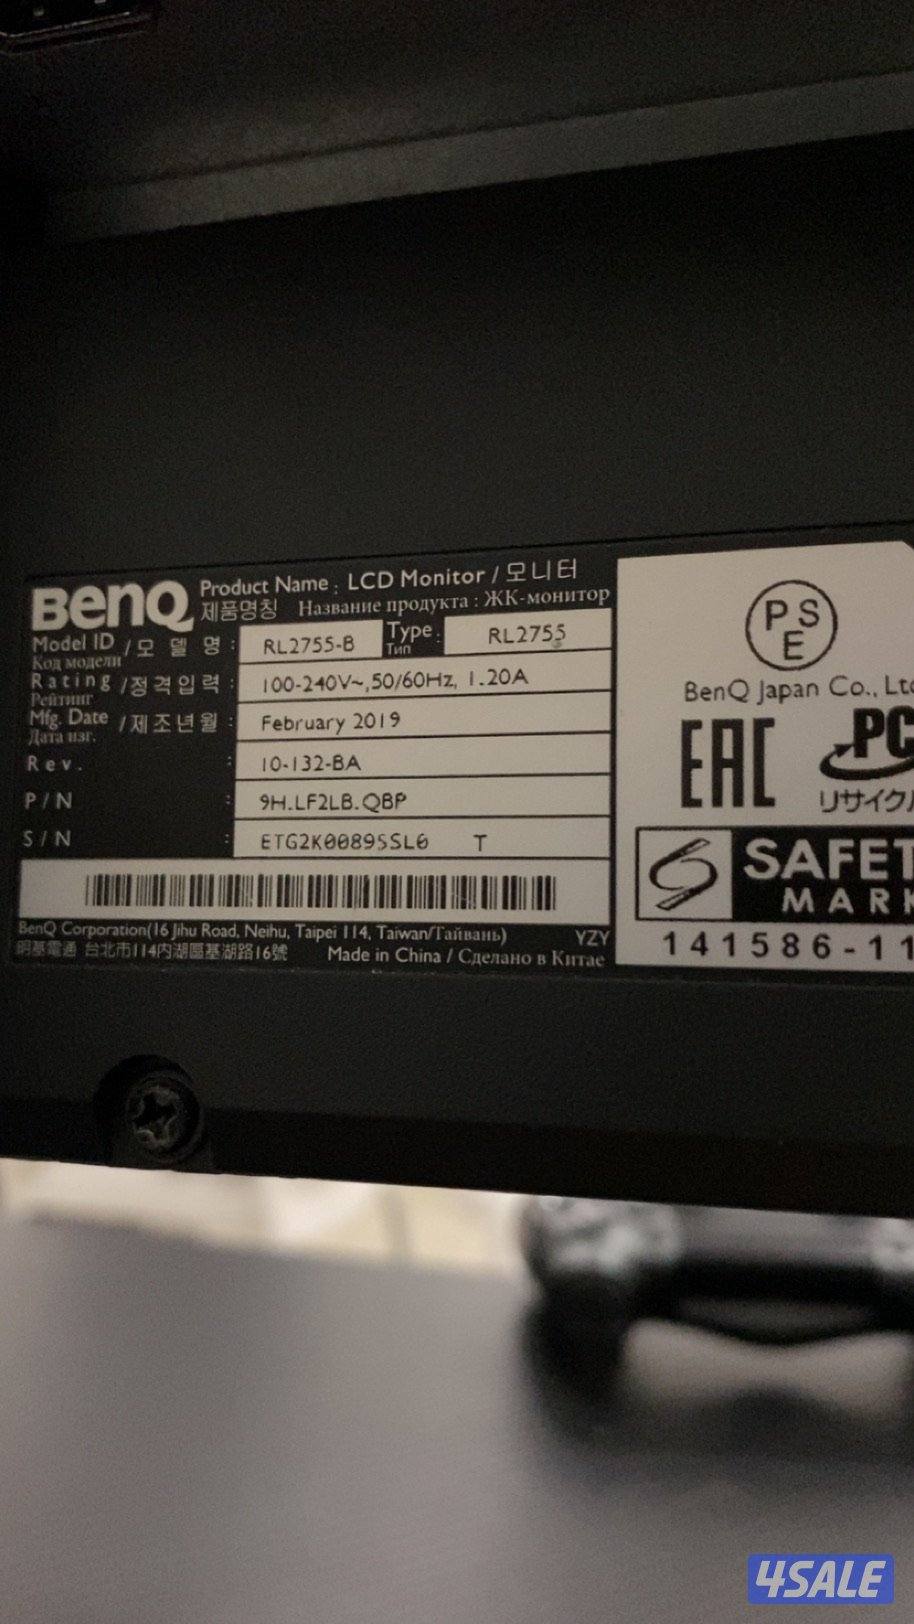 BenQ Product Name : LCD Monitor / 모니터
제품명칭 Название продукта : ЖК-монитор
Model ID / 모 델 명 : RL2755-B Type : RL2755
Код модели Тип
Rating / 정격입력 : 100-240V~,50/60Hz, 1.20A
Рейтинг
Mfg. Date / 제조년월 : February 2019
Дата изг.
Rev. : 10-132-BA
P/N : 9H.LF2LB.QBP
S/N : ETG2K00895SL6 T
BenQ Corporation(16 Jihu Road, Neihu, Taipei 114, Taiwan/Тайвань) YZY
明基電通 台北市114內湖區基湖路16號 Made in China / Сделано в Китае
PSE
BenQ Japan Co., Ltd
EAC PC
リサイクル
S SAFET
MARK
141586-11
4SALE